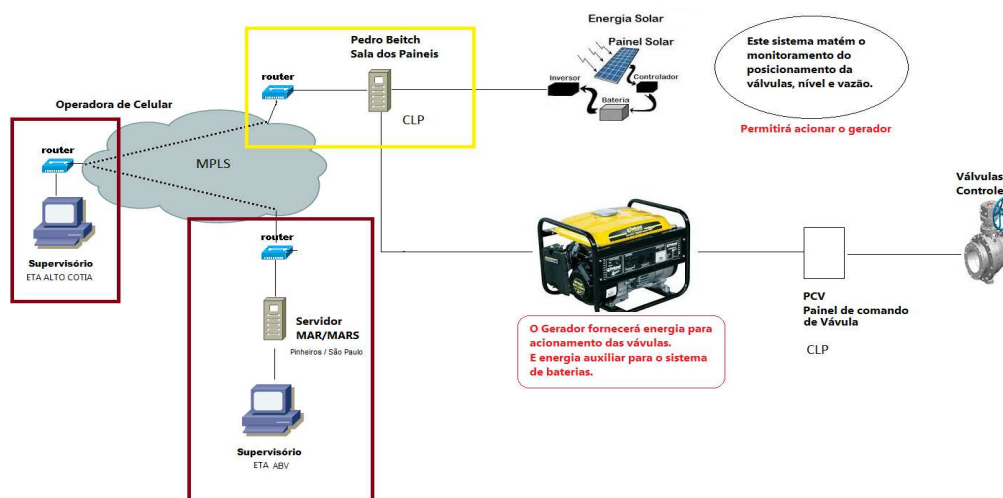 Energia Solar
Pedro Beitch
Sala dos Paineis
Painel Solar
Este sistema matém o
monitoramento do
posicionamento da
válvulas, nível e vazão.
router
Inversor
Controlador
Bateria
Operadora de Celular
CLP
Permitirá acionar o gerador
router
MPLS
Válvulas
Controle
router
Supervisório
ETA ALTO COTIA
PCV
Painel de comando
de Vávula
CLP
Servidor
MAR/MARS
Pinheiros / São Paulo
O Gerador fornecerá energia para
acionamento das vávulas.
E energia auxiliar para o sistema
de baterias.
Supervisório
ETA ABV